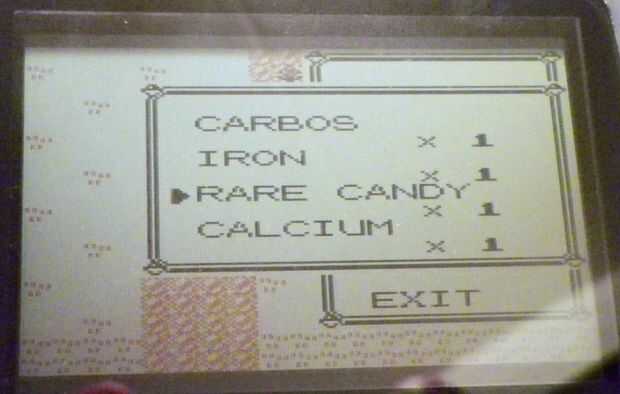 CARBOS
× 1
IRON
× 1
▶RARE CANDY
× 1
CALCIUM
× 1
EXIT